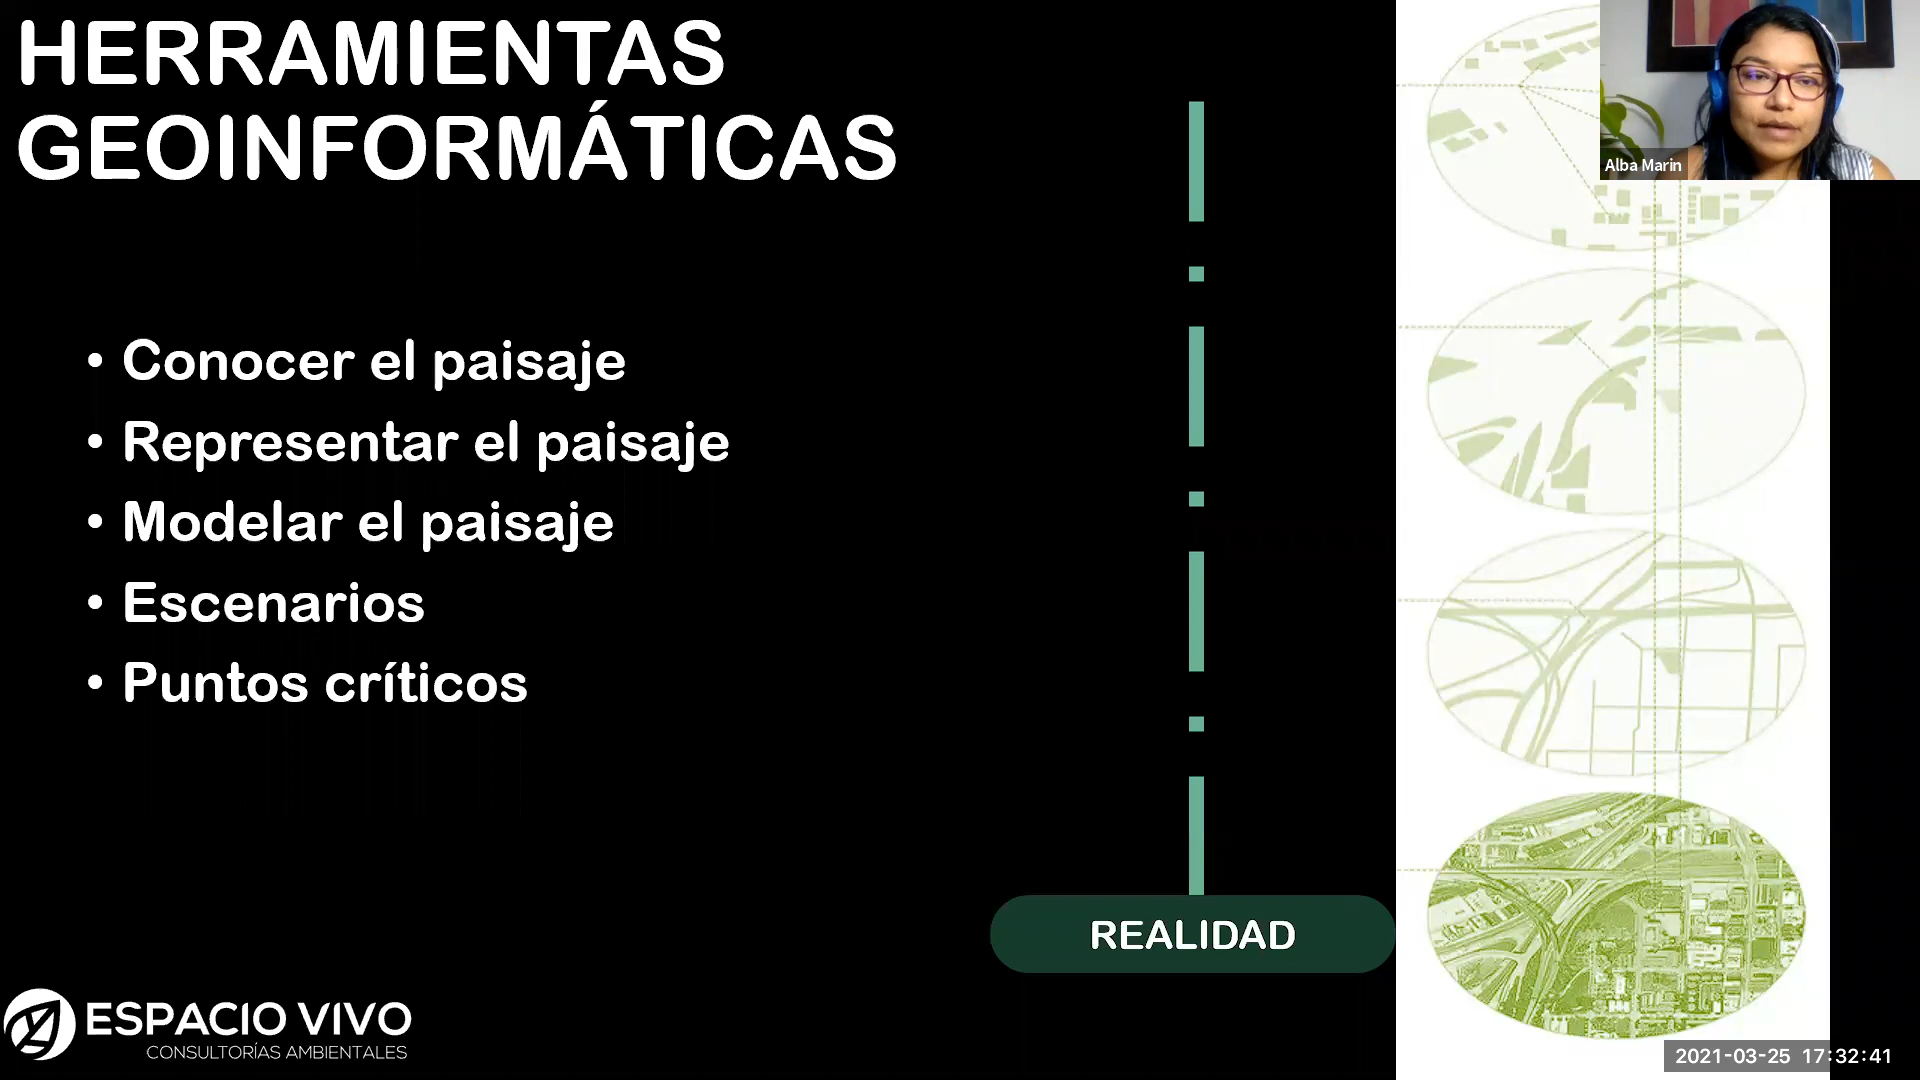 HERRAMIENTAS
GEOINFORMÁTICAS
• Conocer el paisaje
• Representar el paisaje
• Modelar el paisaje
• Escenarios
• Puntos críticos
REALIDAD
ESPACIO VIVO
CONSULTORÍAS AMBIENTALES
Alba Marin
2021-03-25 17:32:41